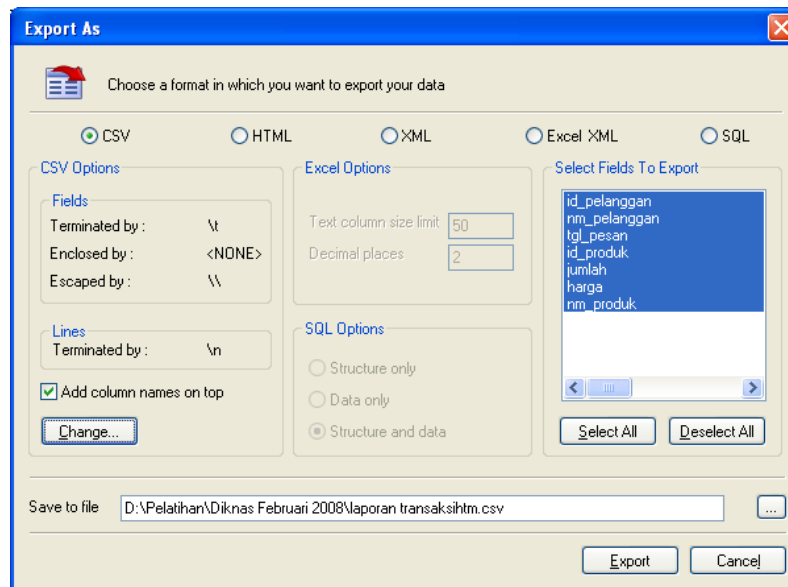 Export As
Choose a format in which you want to export your data
CSV HTML XML Excel XML SQL
CSV Options
Fields
Terminated by : \t
Enclosed by : <NONE>
Escaped by : \\
Lines
Terminated by : \n
Add column names on top
Change...
Excel Options
Text column size limit 50
Decimal places 2
SQL Options
Structure only
Data only
Structure and data
Select Fields To Export
id_pelanggan
nm_pelanggan
tgl_pesan
id_produk
jumlah
harga
nm_produk
Select All Deselect All
Save to file D:\Pelatihan\Diknas Februari 2008\laporan transaksihtm.csv ...
Export Cancel